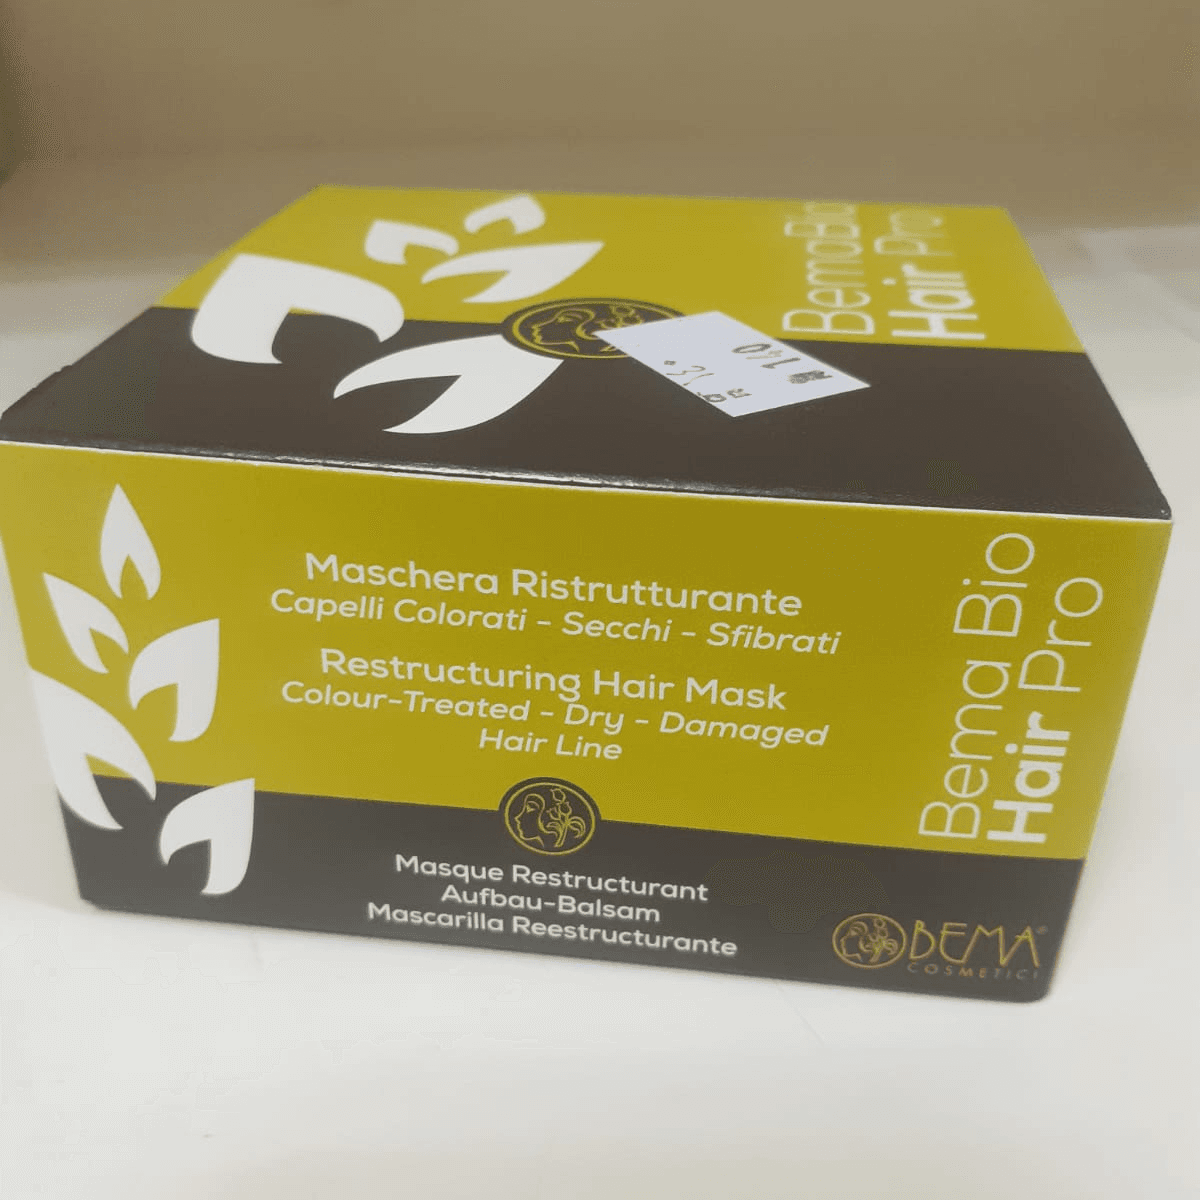 BemaBio
Hair Pro
Maschera Ristrutturante
Capelli Colorati - Secchi - Sfibrati
Restructuring Hair Mask
Colour-Treated - Dry - Damaged
Hair Line
Bema Bio
Hair Pro
Masque Restructurant
Aufbau-Balsam
Mascarilla Reestructurante
BEMA®
COSMETICI